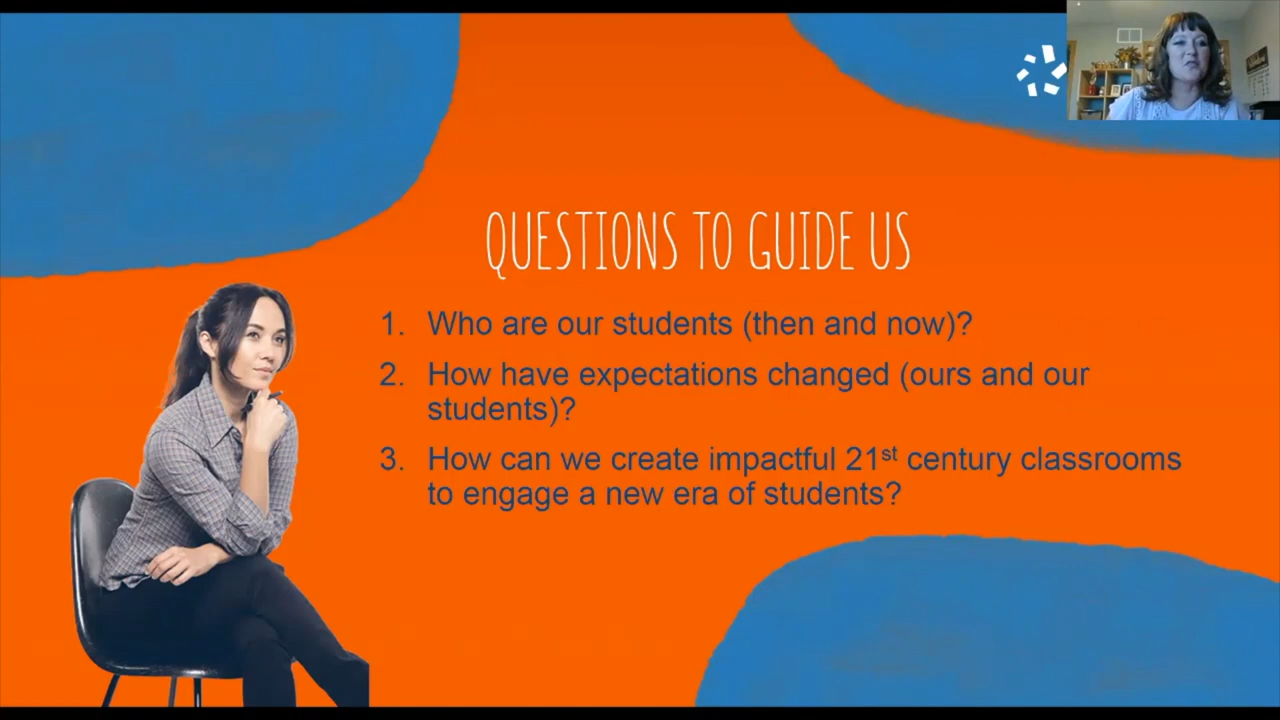 QUESTIONS TO GUIDE US
1. Who are our students (then and now)?
2. How have expectations changed (ours and our
students)?
3. How can we create impactful 21st century classrooms
to engage a new era of students?